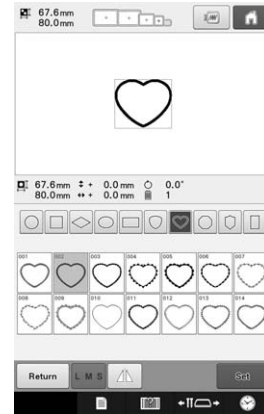 67.6mm
80.0mm
67.6mm + 0.0mm 0.0°
80.0mm + 0.0mm 1
001 002 003 004 005 006 007
008 009 010 011 012 013 014
Return L M S Set